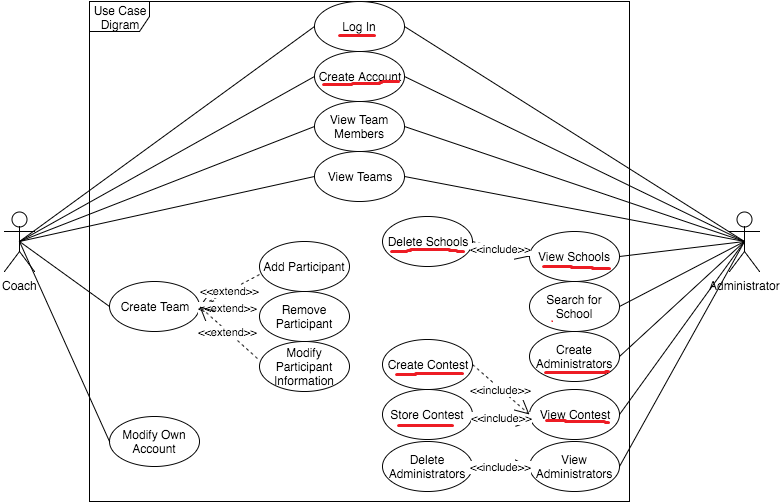 Use Case
Digram
Log In
Create Account
View Team
Members
View Teams
Delete Schools
<<include>>
View Schools
Coach
Administrator
Add Participant
<<extend>>
Create Team
<<extend>>
Remove
Participant
<<extend>>
Modify
Participant
Information
Search for
School
Create
Administrators
Create Contest
<<include>>
Store Contest
<<include>>
View Contest
Modify Own
Account
Delete
Administrators
<<include>>
View
Administrators